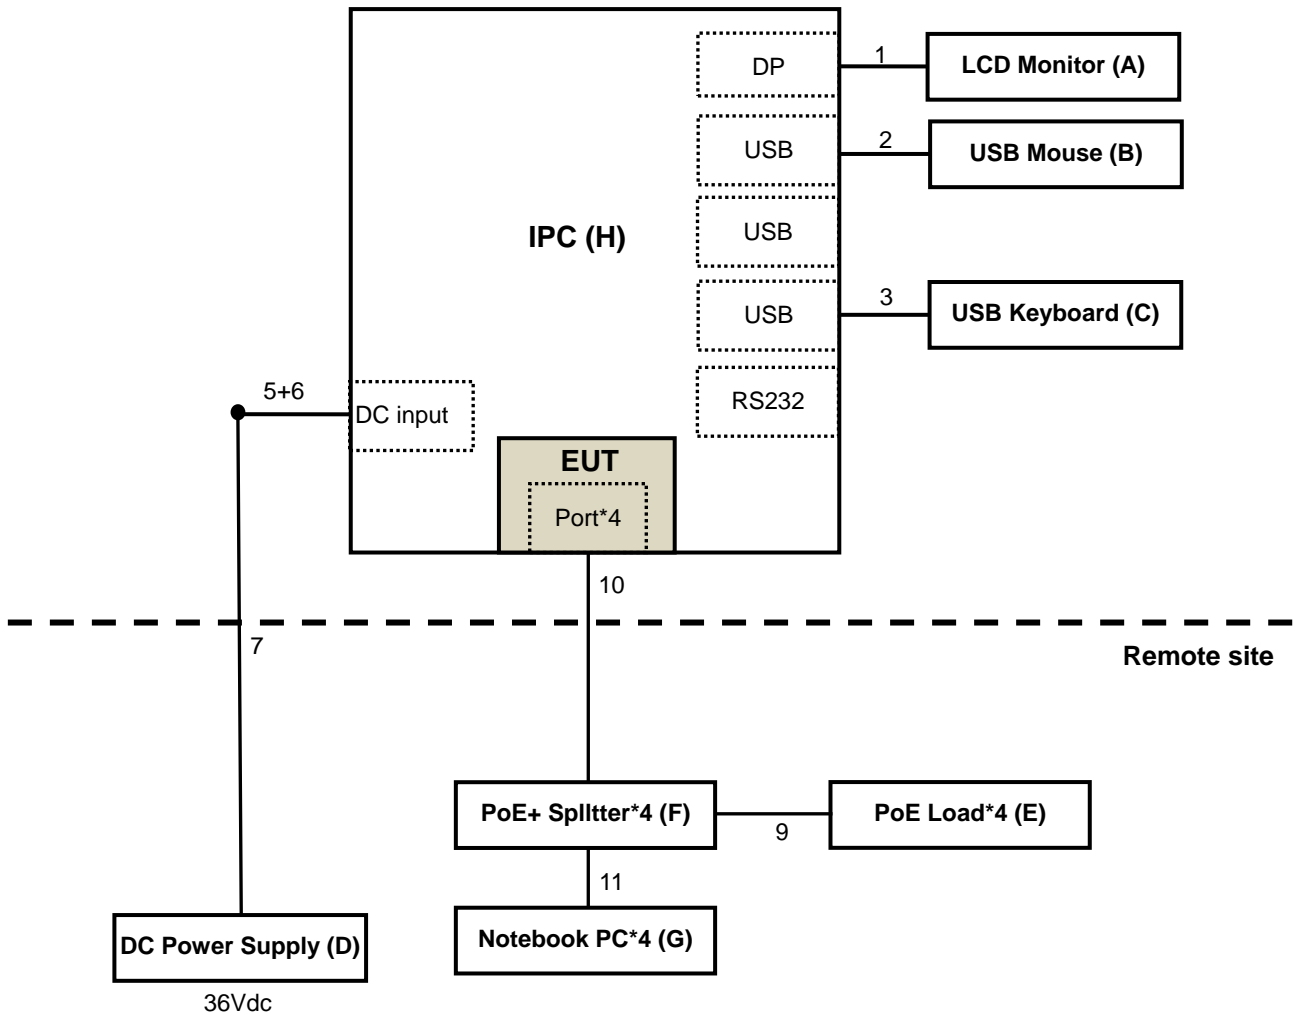 DP
1
LCD Monitor (A)
USB
2
USB Mouse (B)
IPC (H)
USB
USB
3
USB Keyboard (C)
5+6
DC input
RS232
EUT
Port*4
10
7
Remote site
PoE+ SplItter*4 (F)
9
PoE Load*4 (E)
11
DC Power Supply (D)
Notebook PC*4 (G)
36Vdc